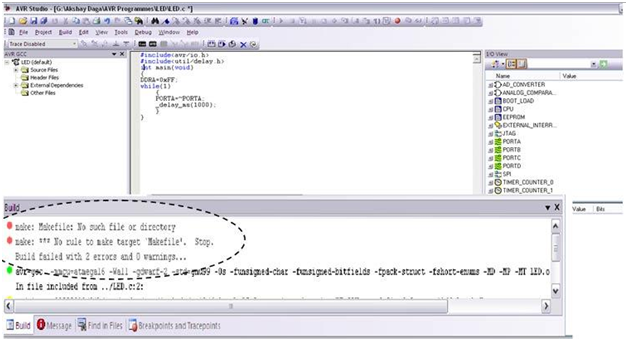 AVR Studio - [G:\Akshay Daga\AVR Programmes\LED\LED.c *]
File Project Build Edit View Tools Debug Window Help
Trace Disabled
AVR GCC
LED (default)
Source Files
Header Files
External Dependencies
Other Files
#include<avr/io.h>
#include<util/delay.h>
int main(void)
{
DDRA=0xFF;
while(1)
{
PORTA=~PORTA;
_delay_ms(1000);
}
}
I/O View
Name Value
AD_CONVERTER
ANALOG_COMPARA...
BOOT_LOAD
CPU
EEPROM
EXTERNAL_INTERR...
JTAG
PORTA
PORTB
PORTC
PORTD
SPI
TIMER_COUNTER_0
TIMER_COUNTER_1
Value Bits
Build
make: Makefile: No such file or directory
make: *** No rule to make target 'Makefile'. Stop.
Build failed with 2 errors and 0 warnings...
avr-gcc -mmcu=atmega16 -Wall -gdwarf-2 -std=gnu99 -Os -funsigned-char -funsigned-bitfields -fpack-struct -fshort-enums -MD -MP -MT LED.o
In file included from ../LED.c:2:
Build Message Find in Files Breakpoints and Tracepoints